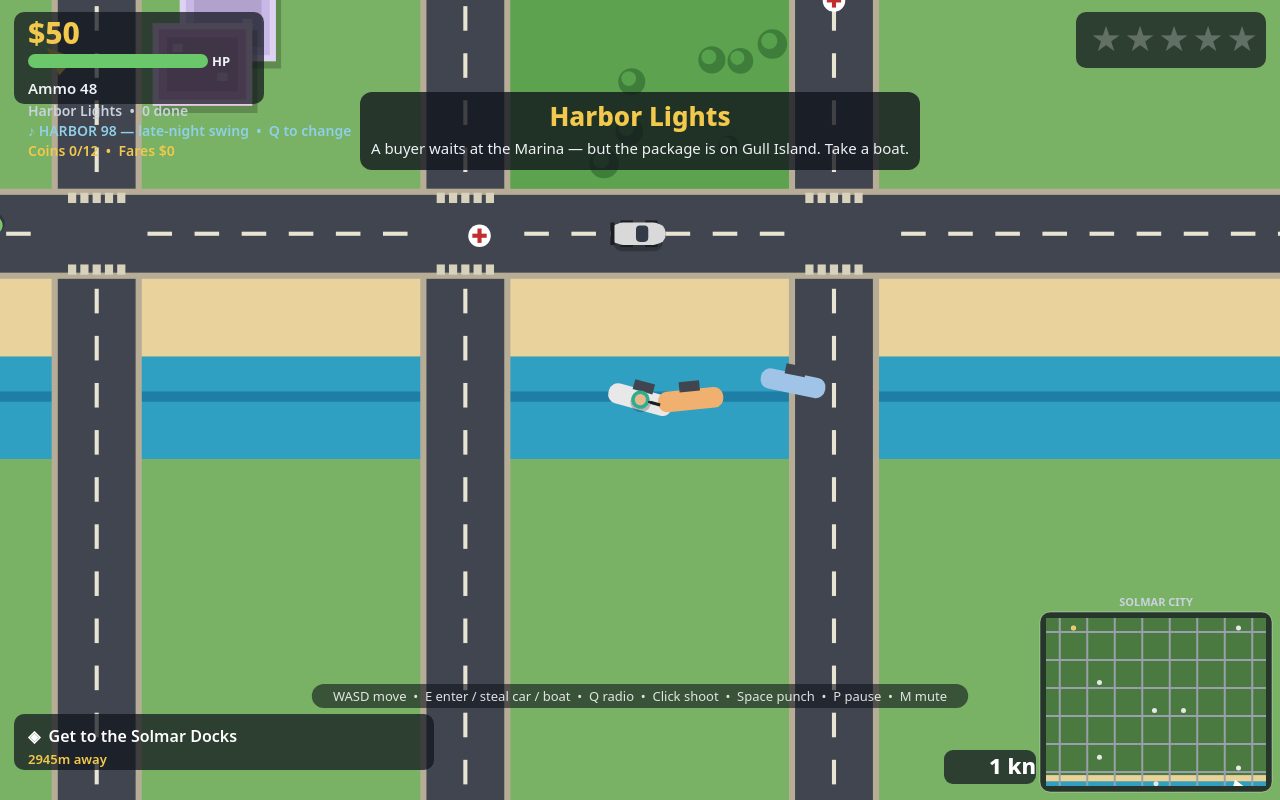 $50
HP
Ammo 48
Harbor Lights • 0 done
♪ HARBOR 98 — late-night swing • Q to change
Coins 0/12 • Fares $0
Harbor Lights
A buyer waits at the Marina — but the package is on Gull Island. Take a boat.
SOLMAR CITY
WASD move • E enter / steal car / boat • Q radio • Click shoot • Space punch • P pause • M mute
◈ Get to the Solmar Docks
2945m away
1 kn